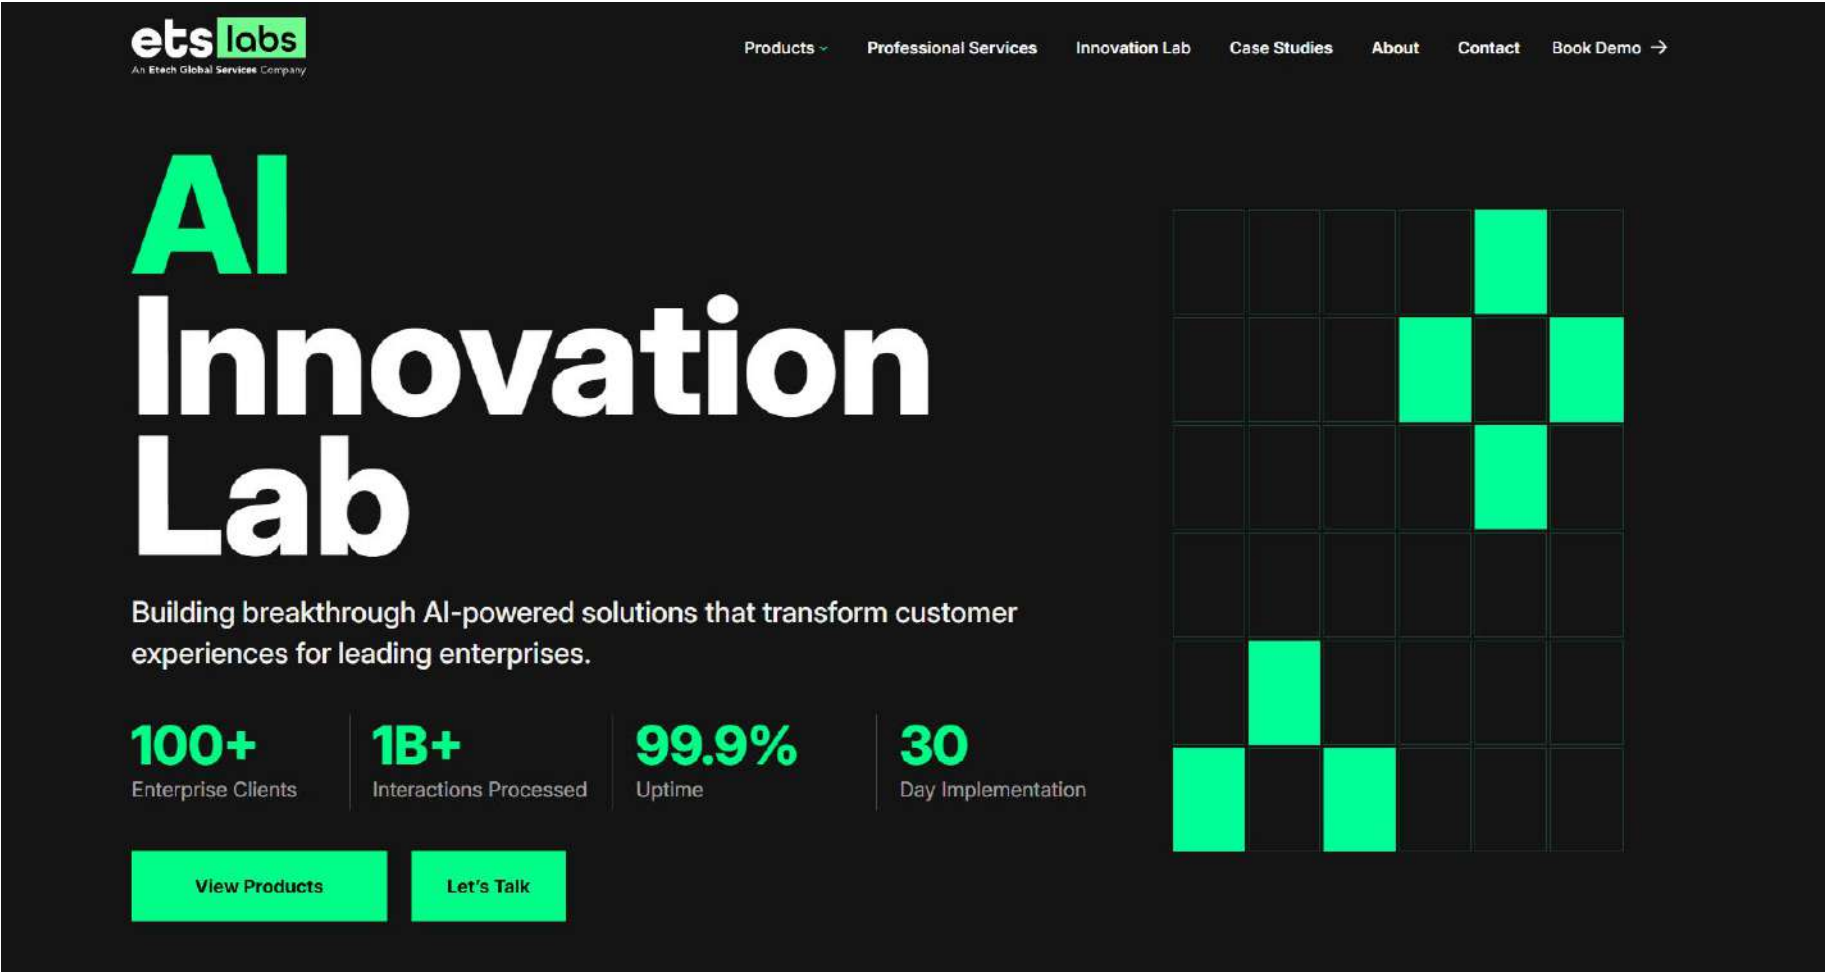 ets labs
An Etech Global Services Company
Products
Professional Services
Innovation Lab
Case Studies
About
Contact
Book Demo →
AI
Innovation
Lab
Building breakthrough AI-powered solutions that transform customer
experiences for leading enterprises.
100+
Enterprise Clients
1B+
Interactions Processed
99.9%
Uptime
30
Day Implementation
View Products
Let's Talk